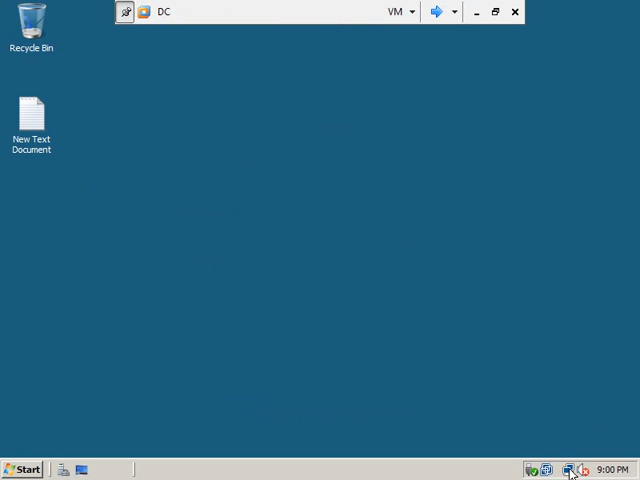 DC
VM
Recycle Bin
New Text
Document
Start
9:00 PM